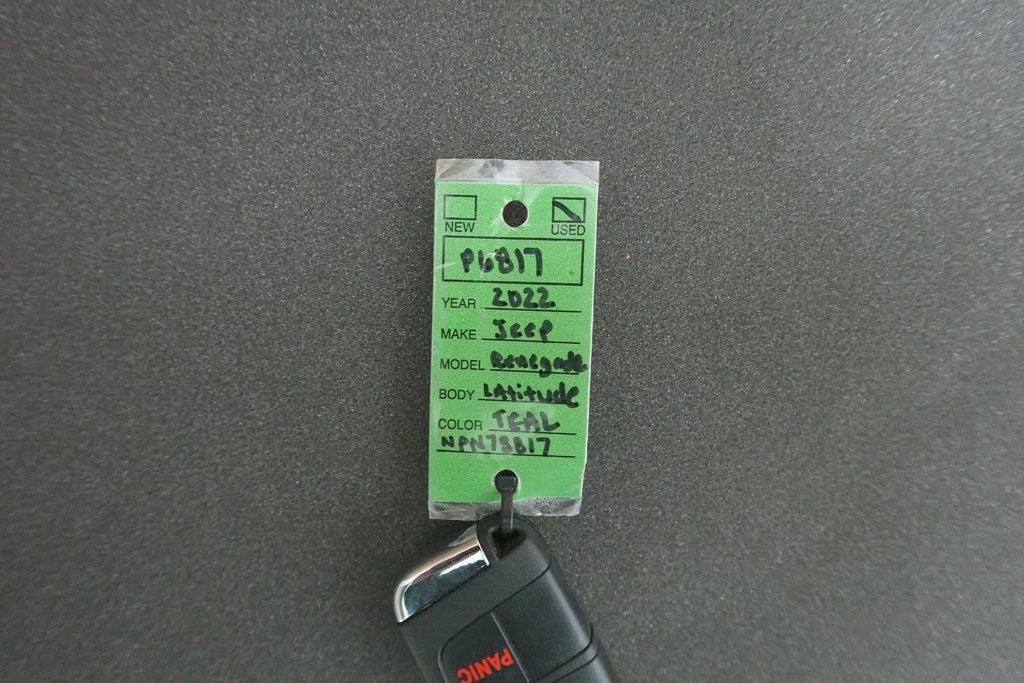 NEW USED
P6817
YEAR 2022
MAKE Jeep
MODEL Renegade
BODY LAtitude
COLOR TEAL
NPN78817
PANIC